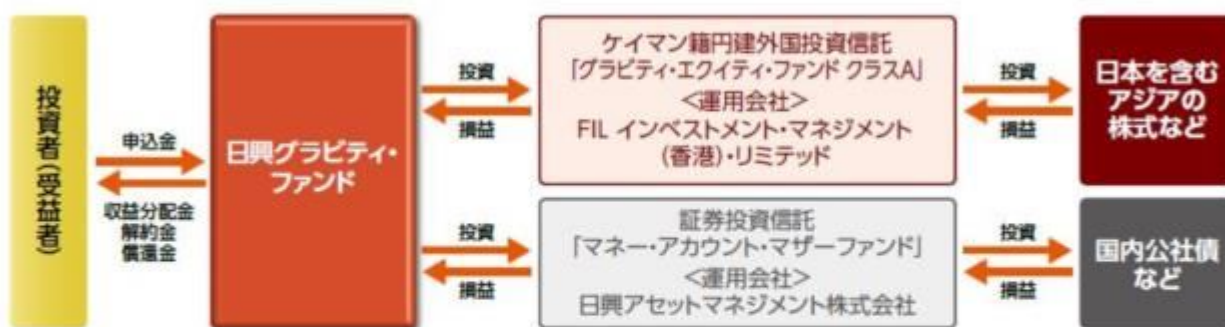 投資者(受益者)
申込金
収益分配金
解約金
償還金
日興グラビティ・
ファンド
投資
損益
ケイマン籍円建外国投資信託
「グラビティ・エクイティ・ファンド クラスA」
<運用会社>
FIL インベストメント・マネジメント
(香港)・リミテッド
投資
損益
日本を含む
アジアの
株式など
投資
損益
証券投資信託
「マネー・アカウント・マザーファンド」
<運用会社>
日興アセットマネジメント株式会社
投資
損益
国内公社債
など